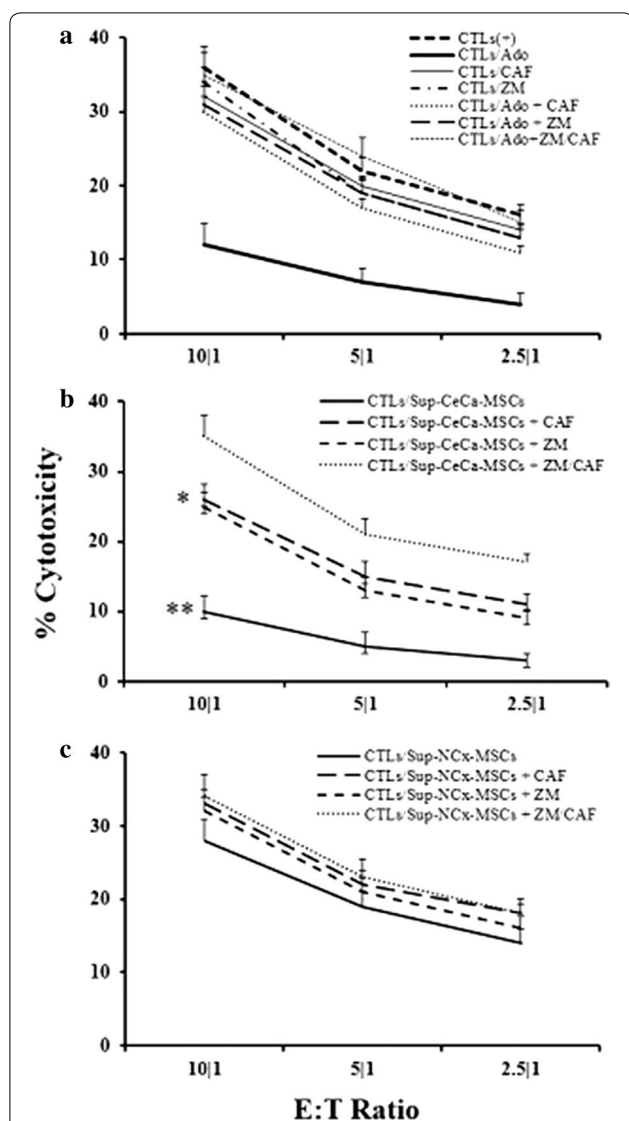 a
40
30
20
10
0
CTLs(+)
CTLs/Ado
CTLs/CAF
CTLs/ZM
CTLs/Ado + CAF
CTLs/Ado + ZM
CTLs/Ado+ZM/CAF
10|1
5|1
2.5|1
b
40
30
20
10
0
CTLs/Sup-CeCa-MSCs
CTLs/Sup-CeCa-MSCs + CAF
CTLs/Sup-CeCa-MSCs + ZM
CTLs/Sup-CeCa-MSCs + ZM/CAF
*
**
10|1
5|1
2.5|1
% Cytotoxicity
c
40
30
20
10
0
CTLs/Sup-NCx-MSCs
CTLs/Sup-NCx-MSCs + CAF
CTLs/Sup-NCx-MSCs + ZM
CTLs/Sup-NCx-MSCs + ZM/CAF
10|1
5|1
2.5|1
E:T Ratio